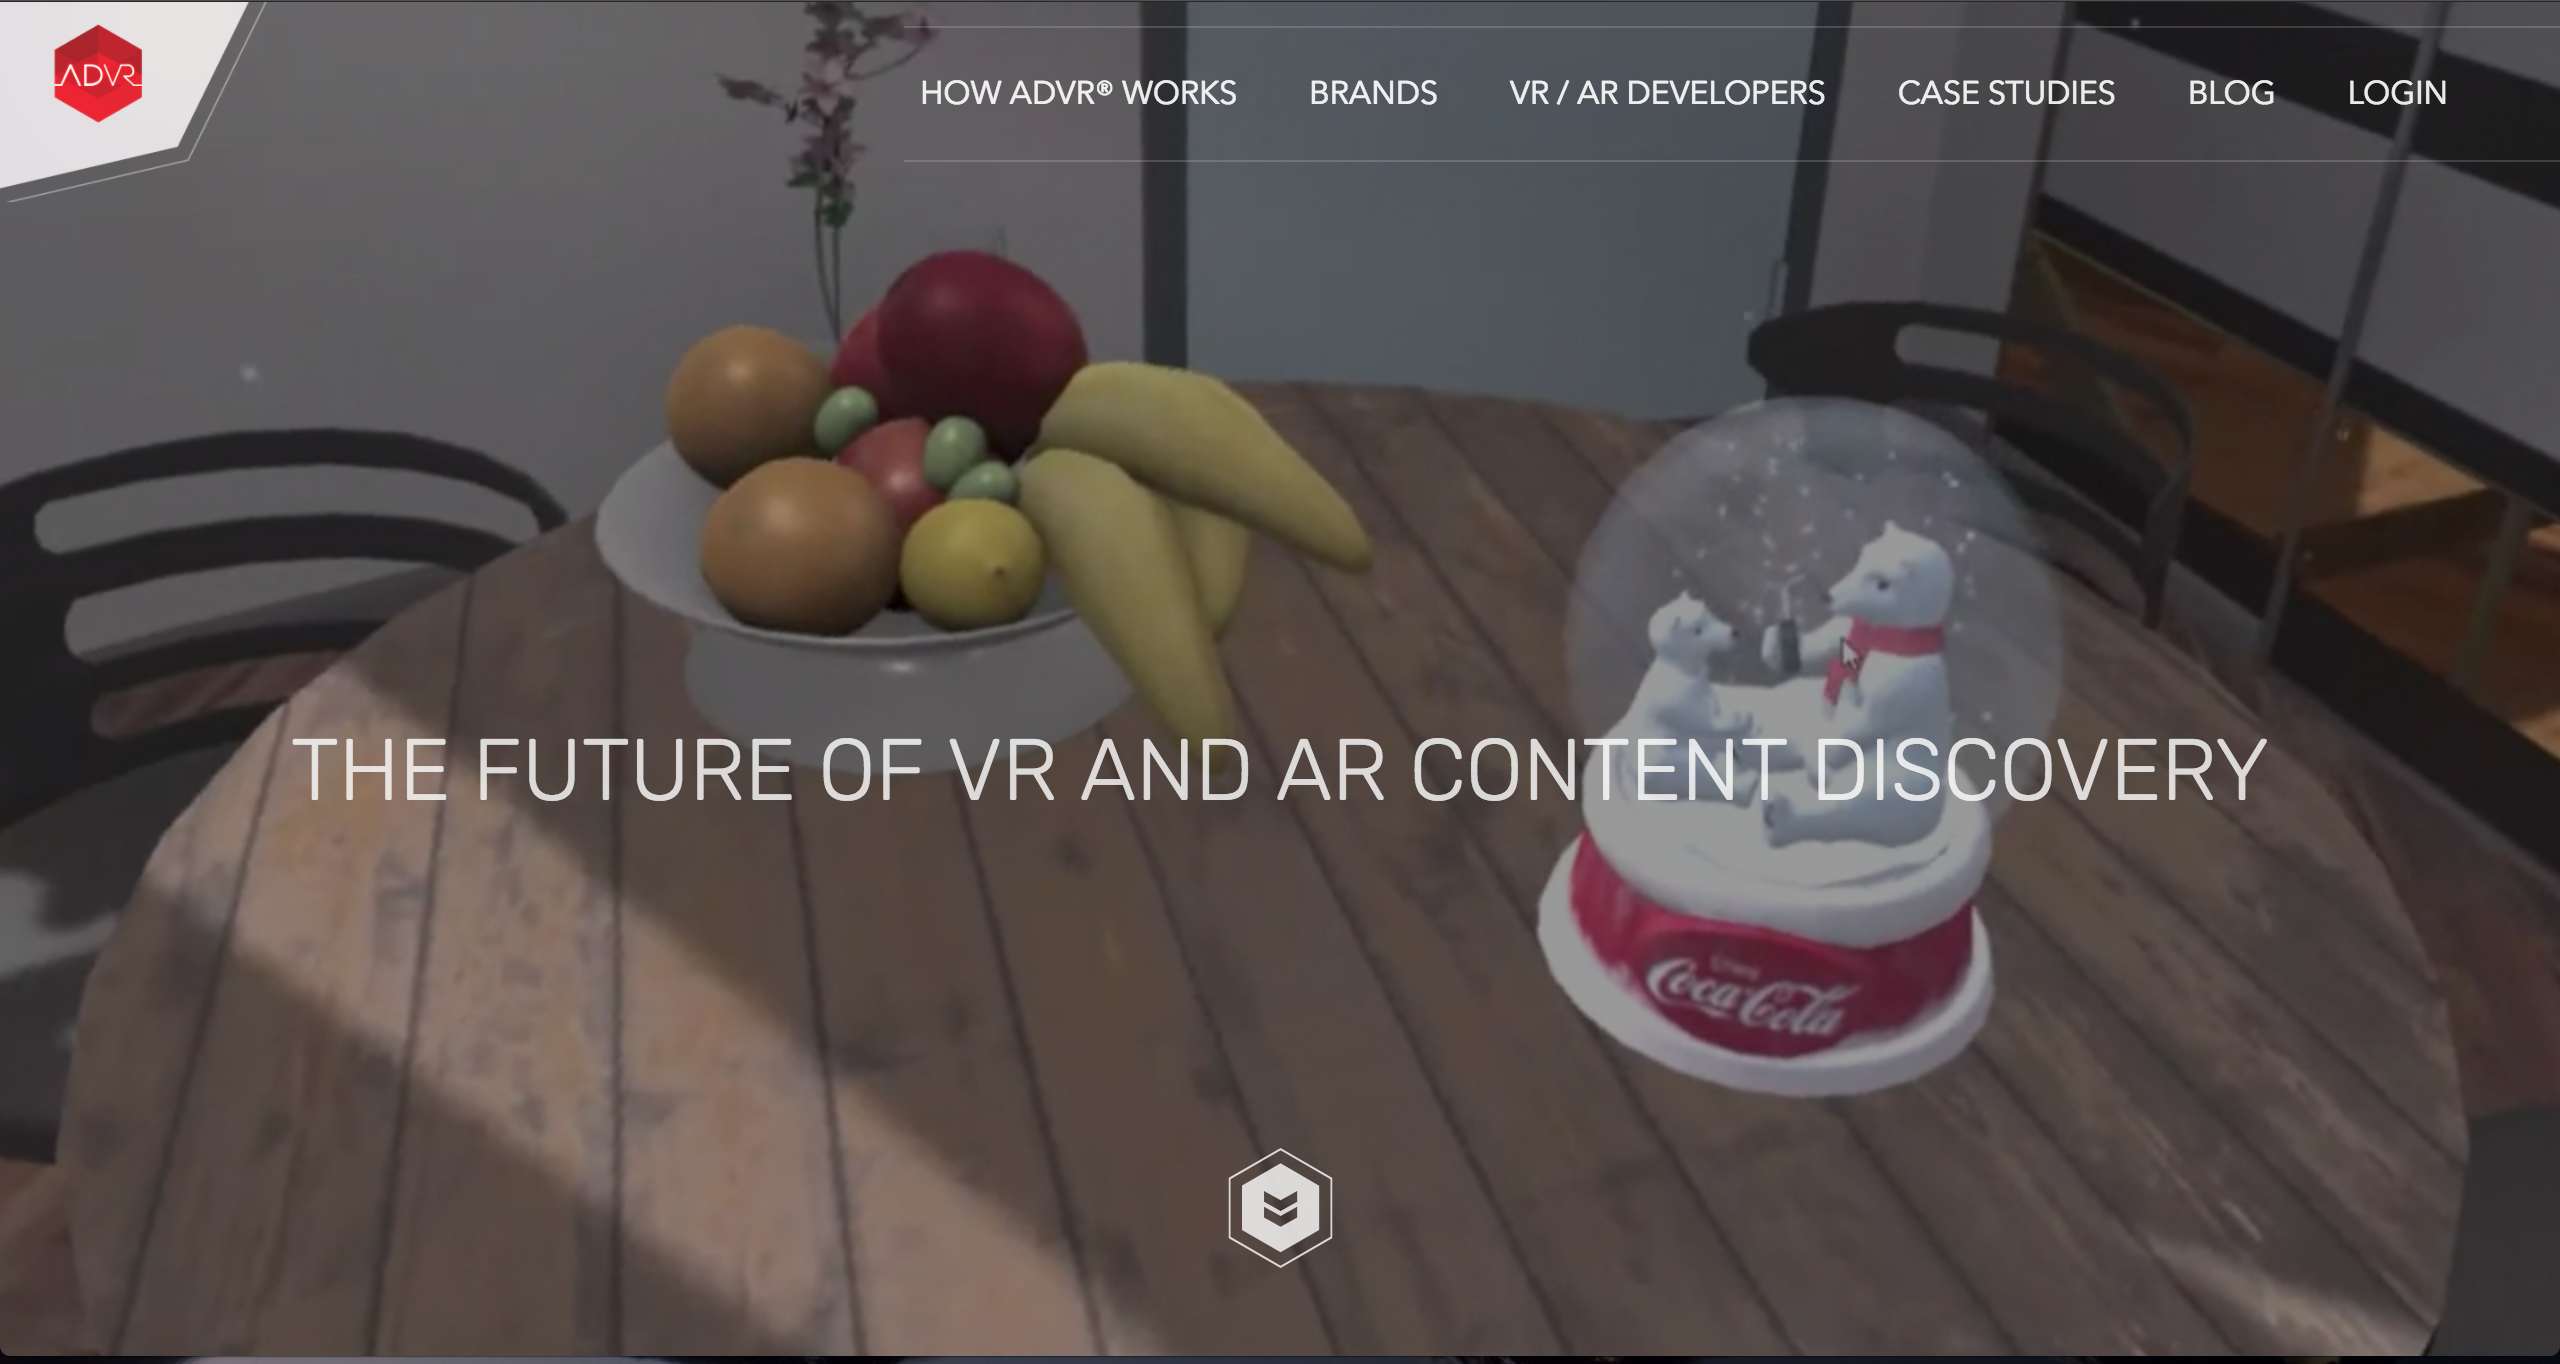 ADVR
HOW ADVR® WORKS BRANDS VR / AR DEVELOPERS CASE STUDIES BLOG LOGIN
THE FUTURE OF VR AND AR CONTENT DISCOVERY
Coca-Cola